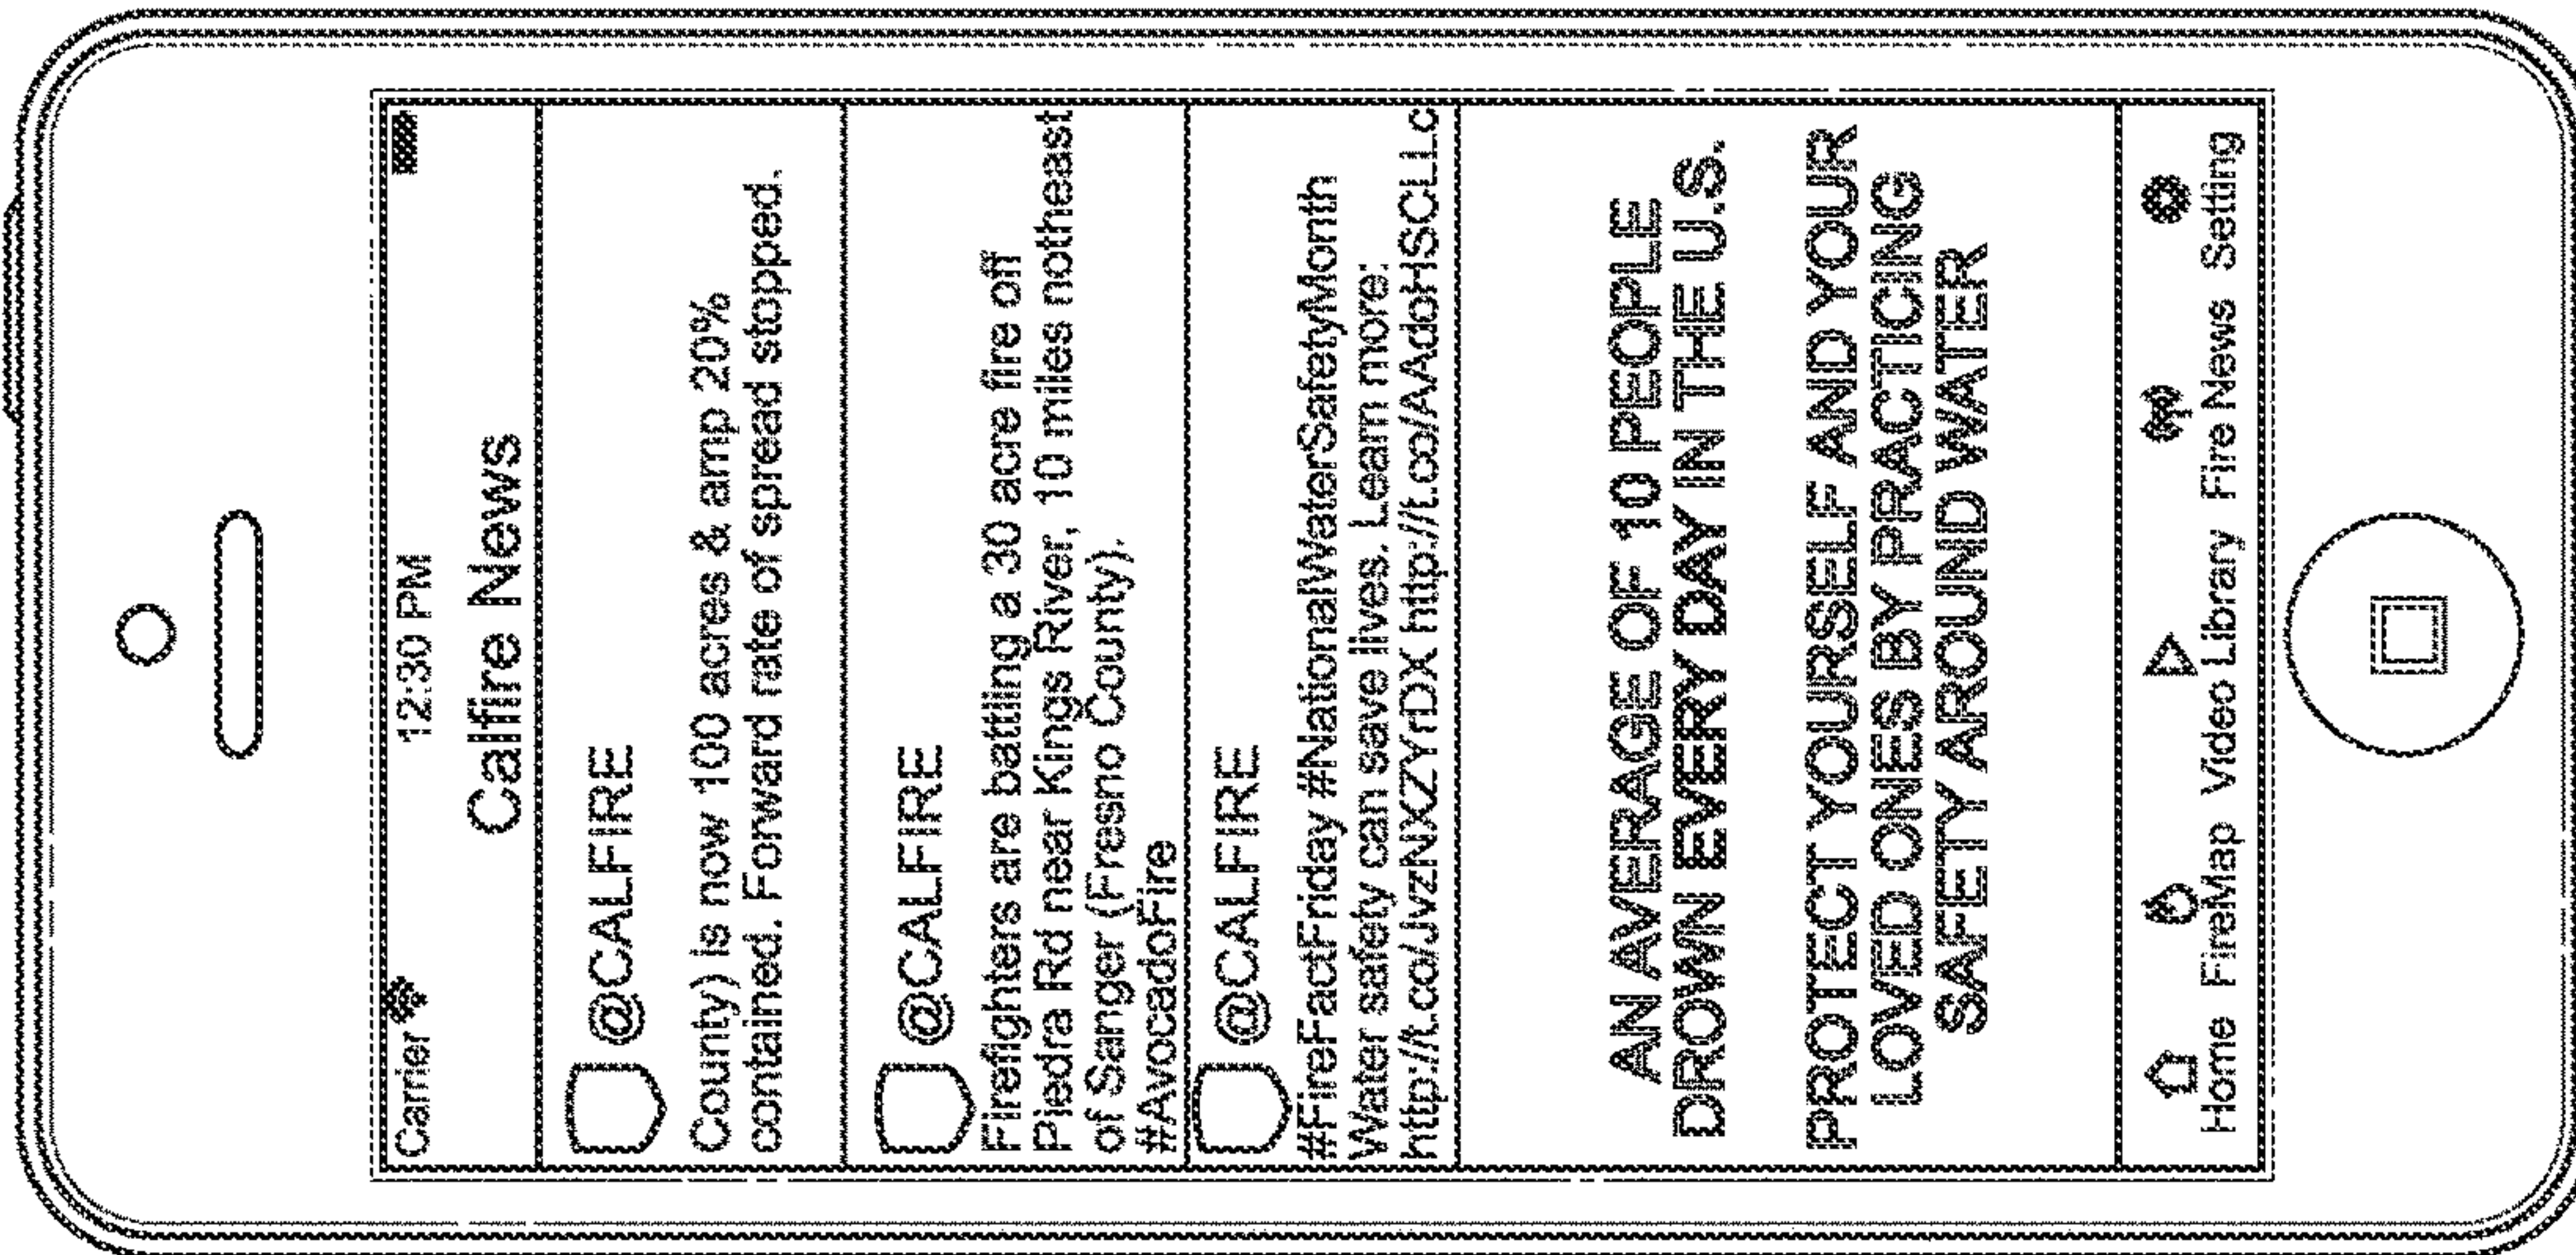 Carrier 12:30 PM
Calfire News
@CALFIRE
County) is now 100 acres & amp 20%
contained. Forward rate of spread stopped.
@CALFIRE
Firefighters are battling a 30 acre fire off
Piedra Rd near Kings River, 10 miles notheast
of Sanger (Fresno County).
#AvocadoFire
@CALFIRE
#FireFactFriday #NationalWaterSafetyMonth
Water safety can save lives. Learn more:
http://t.co/JvzNXZYrDX http://t.co/AAdoHSCLLc
AN AVERAGE OF 10 PEOPLE
DROWN EVERY DAY IN THE U.S.
PROTECT YOURSELF AND YOUR
LOVED ONES BY PRACTICING
SAFETY AROUND WATER
Home FireMap Video Library Fire News Setting